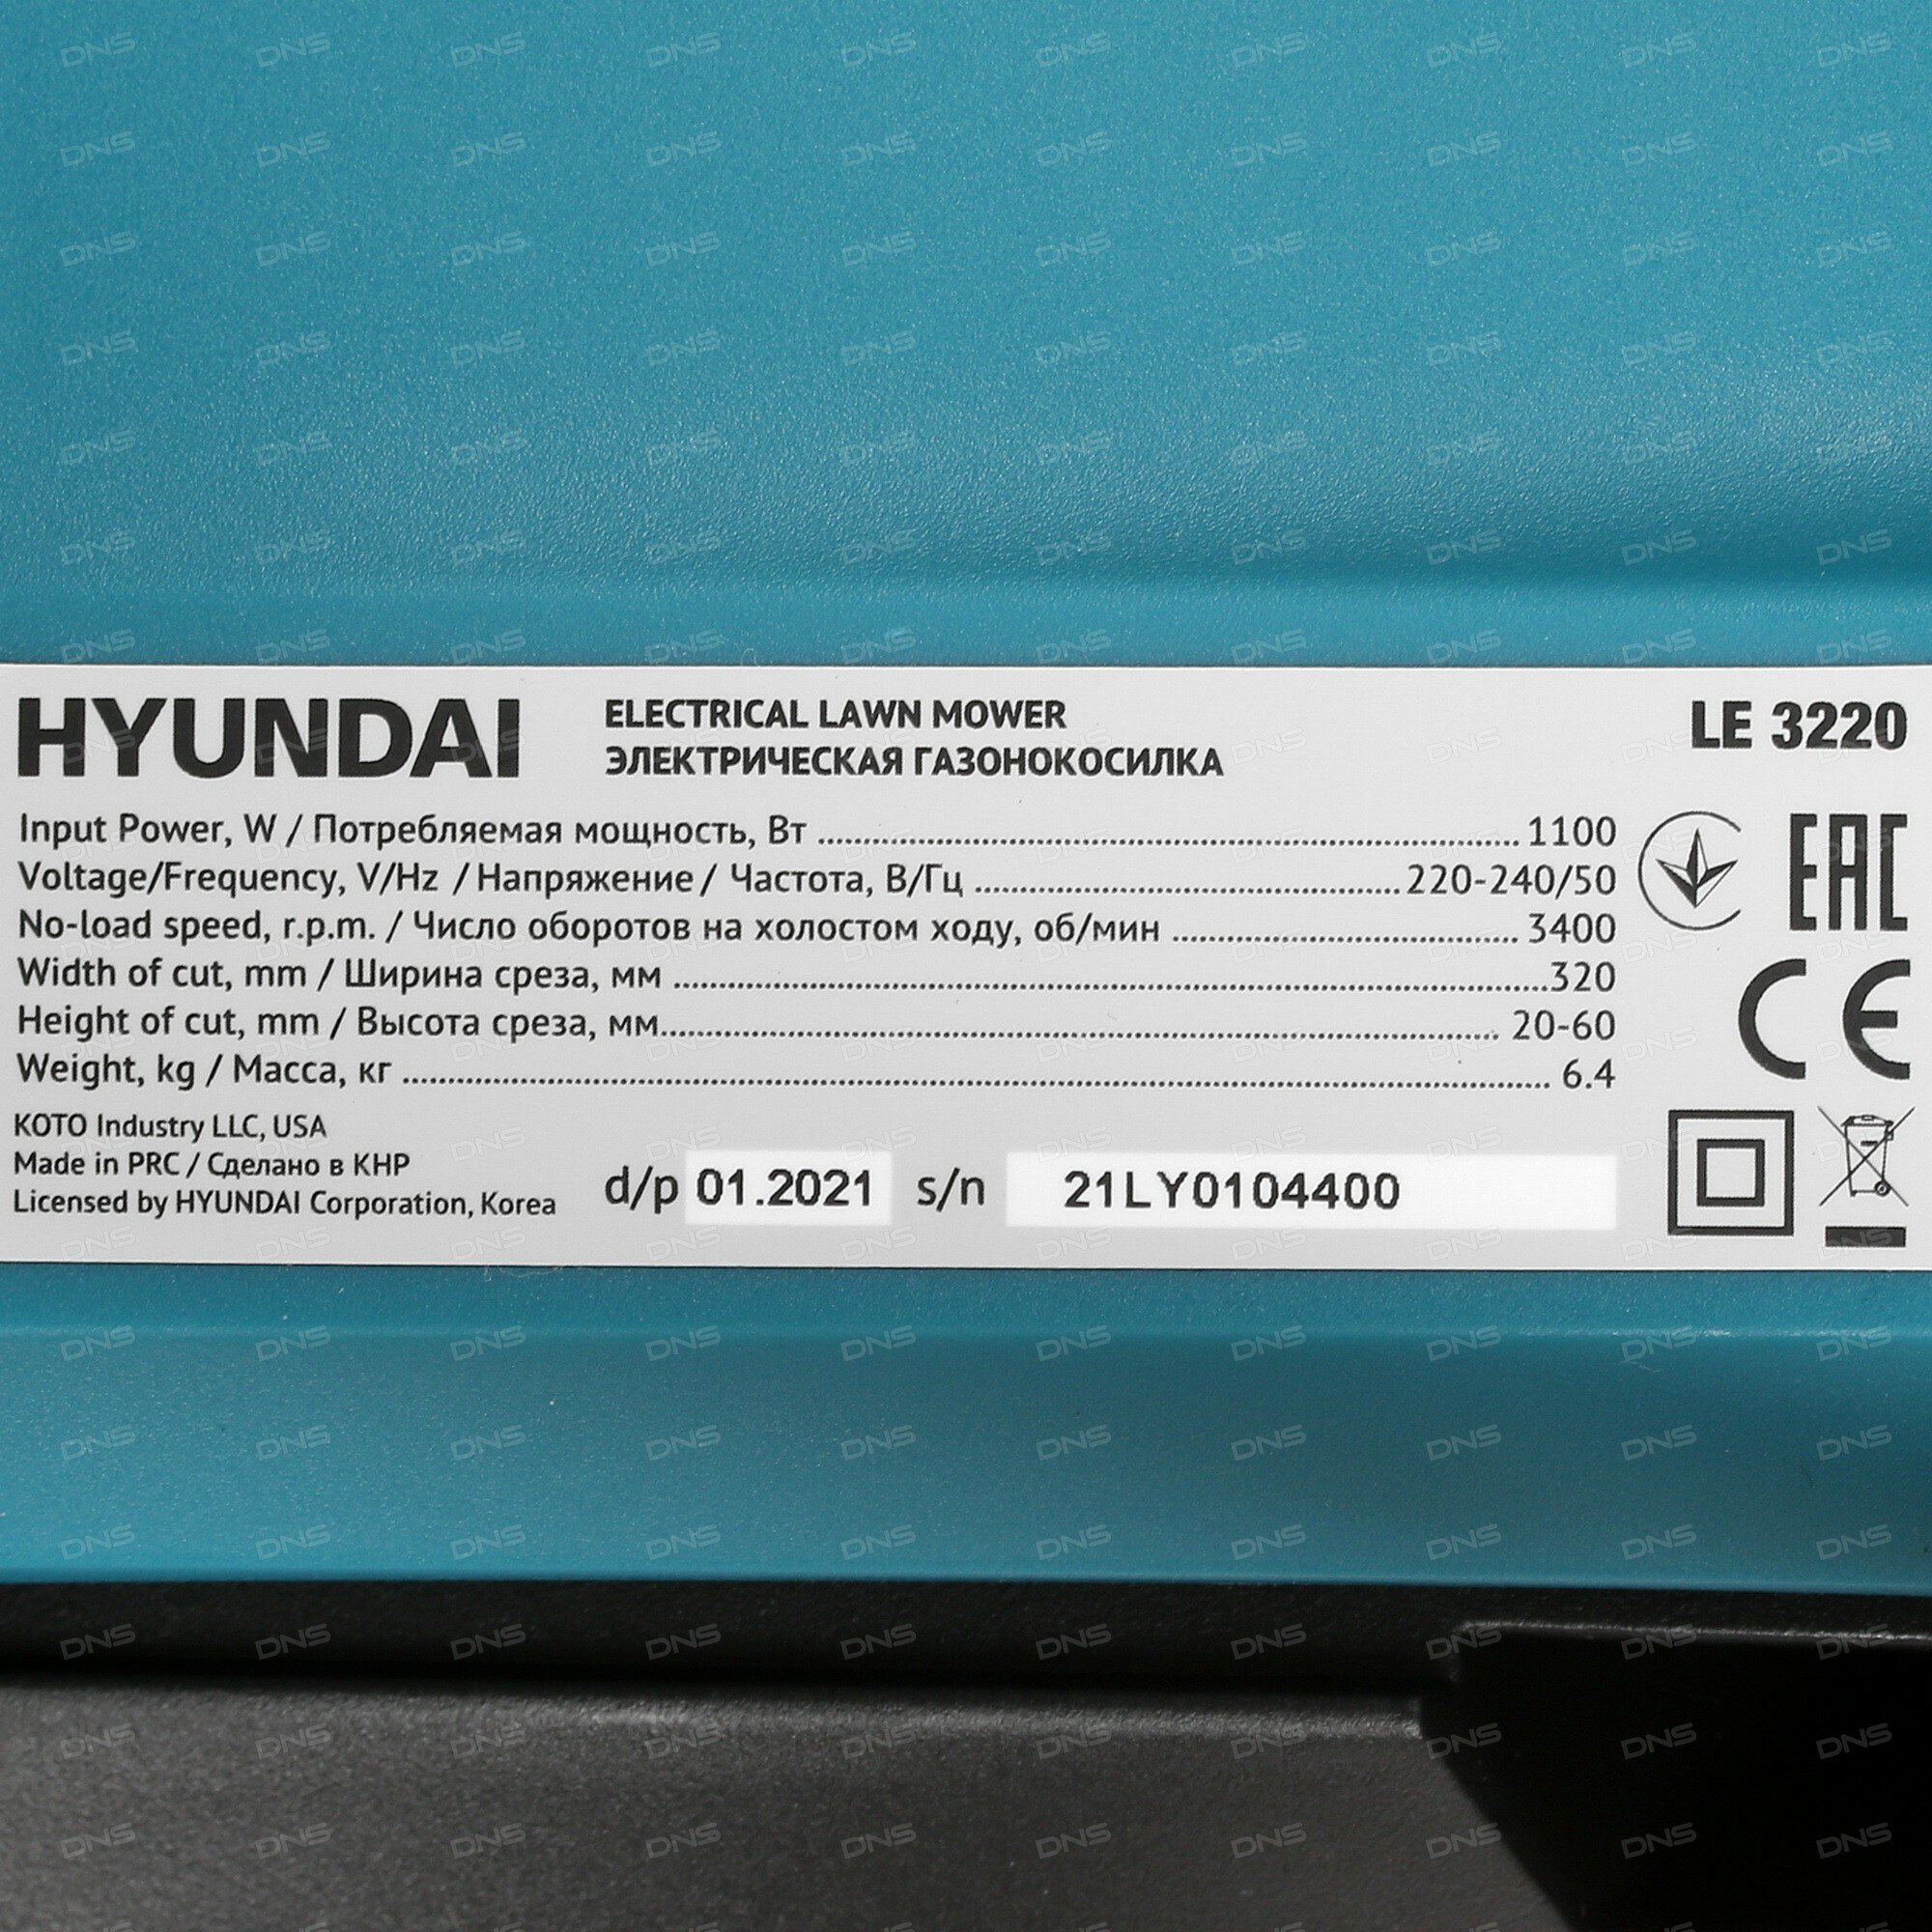 HYUNDAI
ELECTRICAL LAWN MOWER
ЭЛЕКТРИЧЕСКАЯ ГАЗОНОКОСИЛКА
LE 3220
Input Power, W / Потребляемая мощность, Вт ........ 1100
Voltage/Frequency, V/Hz / Напряжение / Частота, В/Гц ........ 220-240/50
No-load speed, r.p.m. / Число оборотов на холостом ходу, об/мин ........ 3400
Width of cut, mm / Ширина среза, мм ........ 320
Height of cut, mm / Высота среза, мм ........ 20-60
Weight, kg / Масса, кг ........ 6.4
EAC
CE
KOTO Industry LLC, USA
Made in PRC / Сделано в КНР
Licensed by HYUNDAI Corporation, Korea
d/p 01.2021 s/n 21LY0104400
DNS